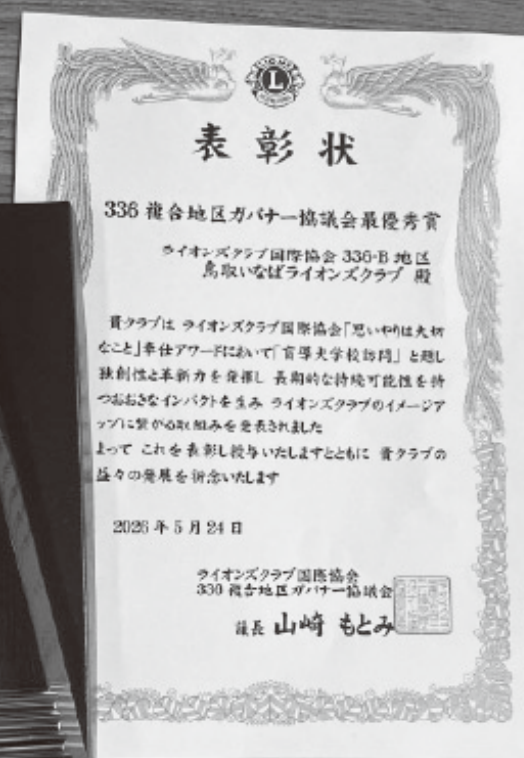 表彰状
336 複合地区ガバナー協議会最優秀賞
ライオンズクラブ国際協会 336-B 地区
鳥取いなばライオンズクラブ 殿
貴クラブは ライオンズクラブ国際協会「思いやりは大切
なこと」奉仕アワードにおいて「盲導犬学校訪問」と題し
独創性と革新力を発揮し 長期的な持続可能性を持
つおおきなインパクトを生み ライオンズクラブのイメージア
ップに繋がる取組みを発表されました
よって これを表彰し授与いたしますとともに 貴クラブの
益々の発展を祈念いたします
2026 年 5 月 24 日
ライオンズクラブ国際協会
336 複合地区ガバナー協議会
議長 山﨑 もとみ